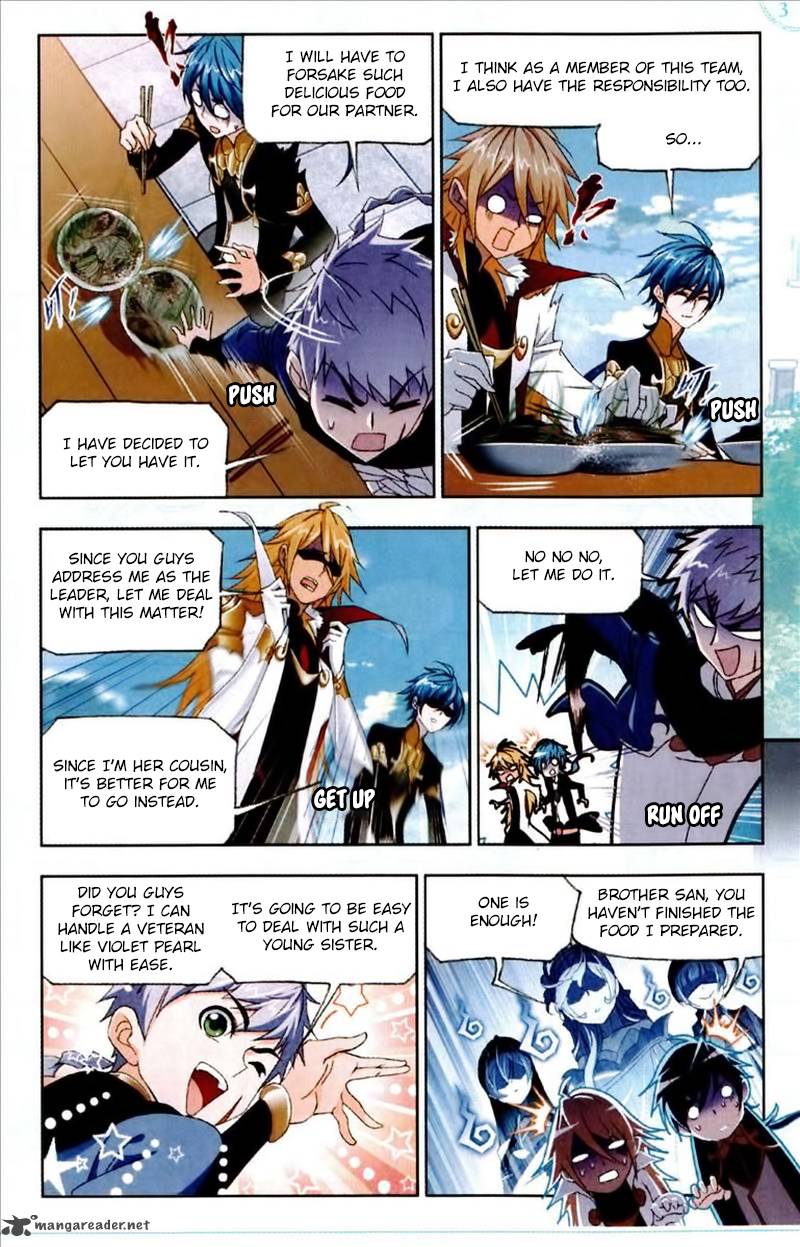 3
I WILL HAVE TO
FORSAKE SUCH
DELICIOUS FOOD
FOR OUR PARTNER.
PUSH
I HAVE DECIDED TO
LET YOU HAVE IT.
I THINK AS A MEMBER OF THIS TEAM,
I ALSO HAVE THE RESPONSIBILITY TOO.
SO...
PUSH
SINCE YOU GUYS
ADDRESS ME AS THE
LEADER, LET ME DEAL
WITH THIS MATTER!
SINCE I'M HER COUSIN,
IT'S BETTER FOR ME
TO GO INSTEAD.
GET UP
NO NO NO,
LET ME DO IT.
RUN OFF
DID YOU GUYS
FORGET? I CAN
HANDLE A VETERAN
LIKE VIOLET PEARL
WITH EASE.
IT'S GOING TO BE EASY
TO DEAL WITH SUCH A
YOUNG SISTER.
ONE IS
ENOUGH!
BROTHER SAN, YOU
HAVEN'T FINISHED THE
FOOD I PREPARED.
mangareader.net